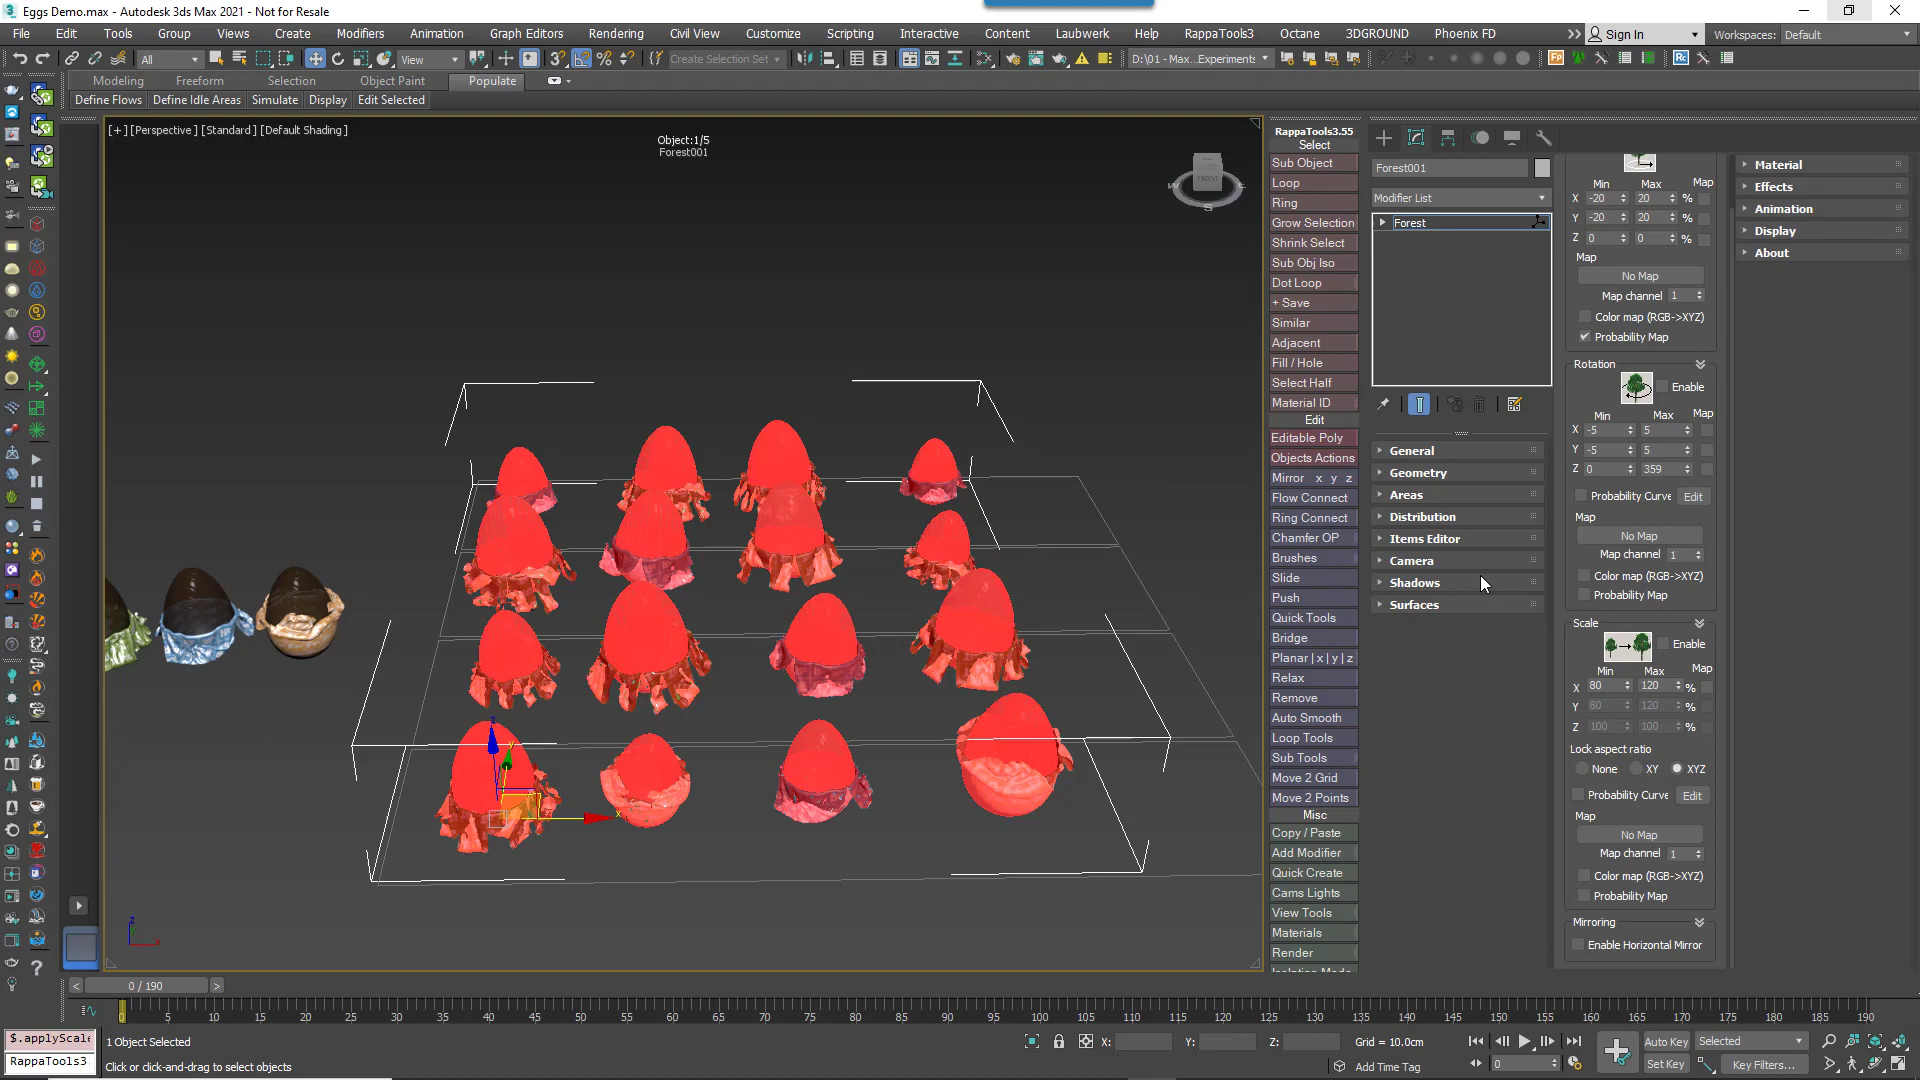 Eggs Demo.max - Autodesk 3ds Max 2021 - Not for Resale
File Edit Tools Group Views Create Modifiers Animation Graph Editors Rendering Civil View Customize Scripting Interactive Content Laubwerk Help RappaTools3 Octane 3DGROUND Phoenix FD Sign In Workspaces: Default
All View Create Selection Set D:\01 - Max...Experiments
Modeling Freeform Selection Object Paint Populate
Define Flows Define Idle Areas Simulate Display Edit Selected
[+] [Perspective] [Standard] [Default Shading]
Object:1/5
Forest001
FRONT
RappaTools3.55
Select
Sub Object
Loop
Ring
Grow Selection
Shrink Select
Sub Obj Iso
Dot Loop
+ Save
Similar
Adjacent
Fill / Hole
Select Half
Material ID
Edit
Editable Poly
Objects Actions
Mirror x y z
Flow Connect
Ring Connect
Chamfer OP
Brushes
Slide
Push
Quick Tools
Bridge
Planar | x | y | z
Relax
Remove
Auto Smooth
Loop Tools
Sub Tools
Move 2 Grid
Move 2 Points
Misc
Copy / Paste
Add Modifier
Quick Create
Cams Lights
View Tools
Materials
Render
Isolation Mode
Forest001
Modifier List
Forest
General
Geometry
Areas
Distribution
Items Editor
Camera
Shadows
Surfaces
Min Max Map
X -20 20 %
Y -20 20 %
Z 0 0 %
Map
No Map
Map channel 1
Color map (RGB->XYZ)
Probability Map
Rotation
Enable
Min Max Map
X -5 5
Y -5 5
Z 0 359
Probability Curve Edit
Map
No Map
Map channel 1
Color map (RGB->XYZ)
Probability Map
Scale
Enable
Min Max Map
X 80 120 %
Y 80 120 %
Z 100 100 %
Lock aspect ratio
None XY XYZ
Probability Curve Edit
Map
No Map
Map channel 1
Color map (RGB->XYZ)
Probability Map
Mirroring
Enable Horizontal Mirror
Material
Effects
Animation
Display
About
z
y
x
0 / 190
0 5 10 15 20 25 30 35 40 45 50 55 60 65 70 75 80 85 90 95 100 105 110 115 120 125 130 135 140 145 150 155 160 165 170 175 180 185 190
$.applyScale
RappaTools3
1 Object Selected
Click or click-and-drag to select objects
X: Y: Z: Grid = 10.0cm
Add Time Tag
0
Auto Key Selected
Set Key Key Filters...